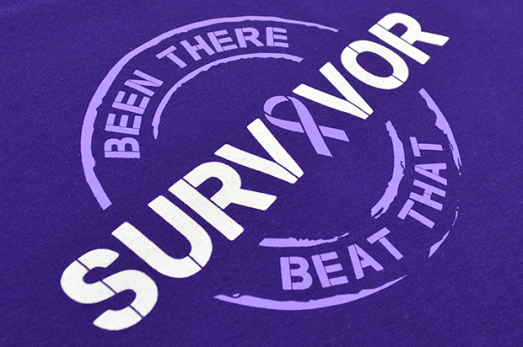 BEEN THERE
SURVIVOR
BEAT THAT